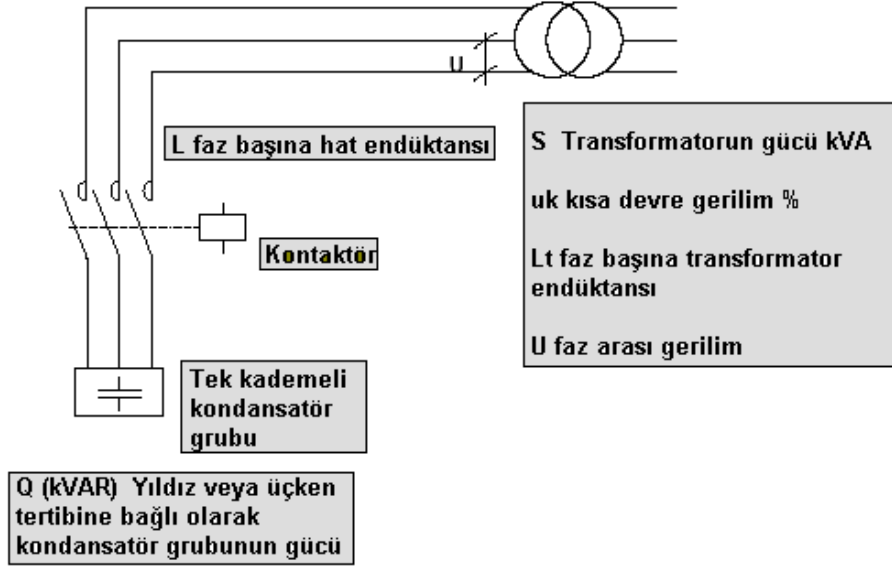 U
L faz başına hat endüktansı
S Transformatorun gücü kVA
uk kısa devre gerilim %
Lt faz başına transformator
endüktansı
U faz arası gerilim
Kontaktör
Tek kademeli
kondansatör
grubu
Q (kVAR) Yıldız veya üçken
tertibine bağlı olarak
kondansatör grubunun gücü